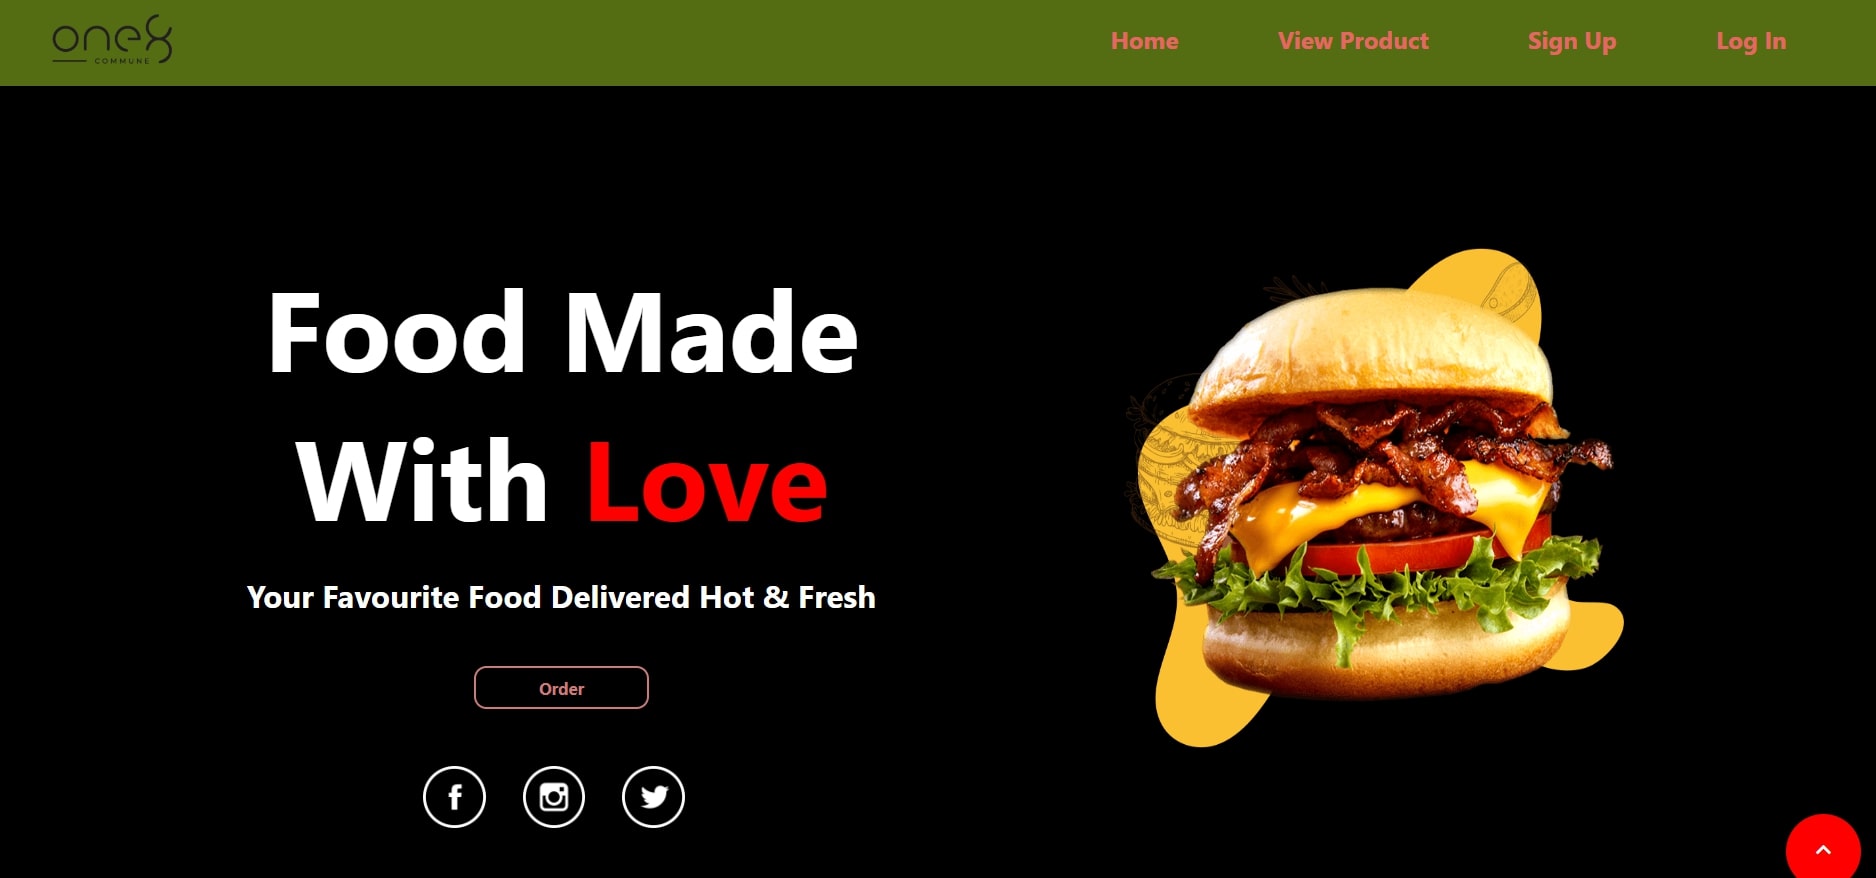 one8
COMMUNE
Home
View Product
Sign Up
Log In
Food Made
With Love
Your Favourite Food Delivered Hot & Fresh
Order